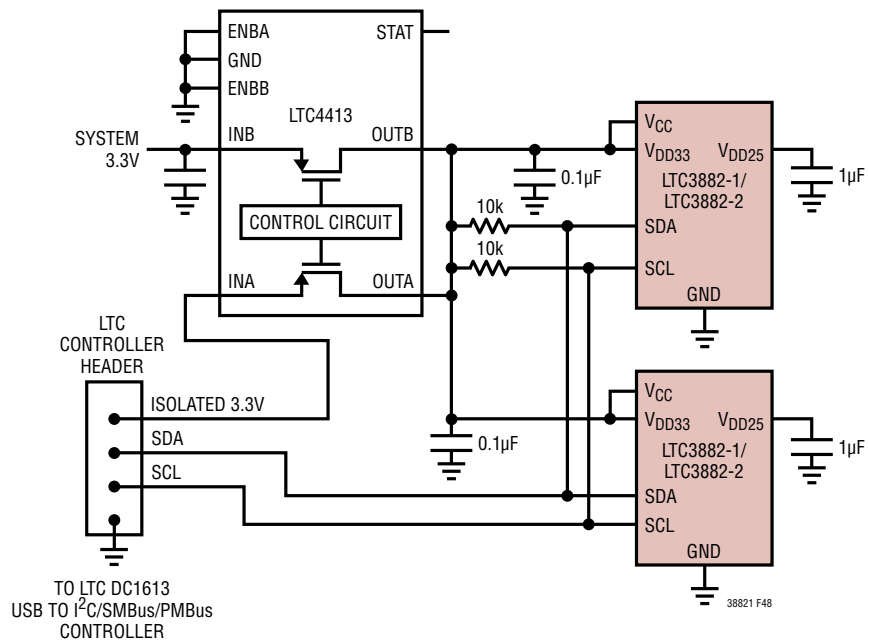 ENBA
STAT
GND
ENBB
LTC4413
SYSTEM
3.3V
INB
OUTB
CONTROL CIRCUIT
INA
OUTA
0.1µF
10k
10k
VCC
VDD33
VDD25
LTC3882-1/
LTC3882-2
SDA
SCL
GND
1µF
LTC
CONTROLLER
HEADER
ISOLATED 3.3V
SDA
SCL
TO LTC DC1613
USB TO I2C/SMBus/PMBus
CONTROLLER
0.1µF
VCC
VDD33
VDD25
LTC3882-1/
LTC3882-2
SDA
SCL
GND
1µF
38821 F48